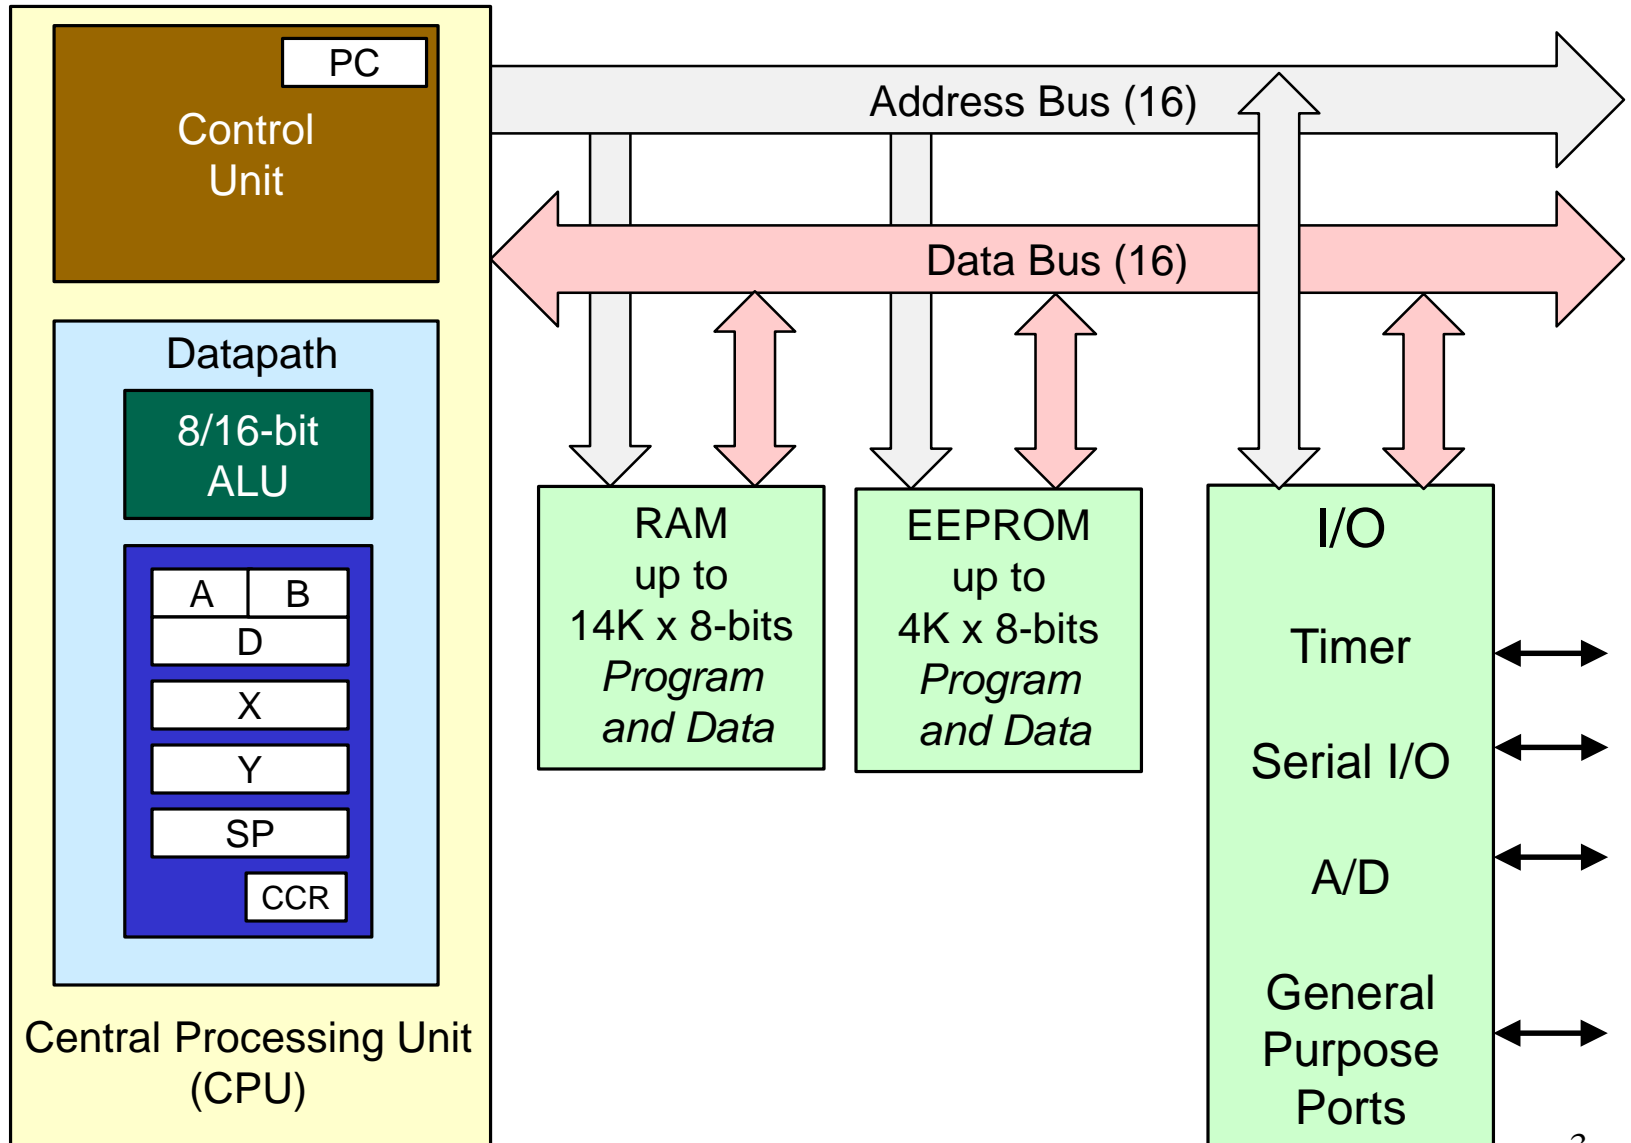 PC
Control
Unit
Address Bus (16)
Data Bus (16)
Datapath
8/16-bit
ALU
A
B
D
X
Y
SP
CCR
Central Processing Unit
(CPU)
RAM
up to
14K x 8-bits
Program
and Data
EEPROM
up to
4K x 8-bits
Program
and Data
I/O
Timer
Serial I/O
A/D
General
Purpose
Ports